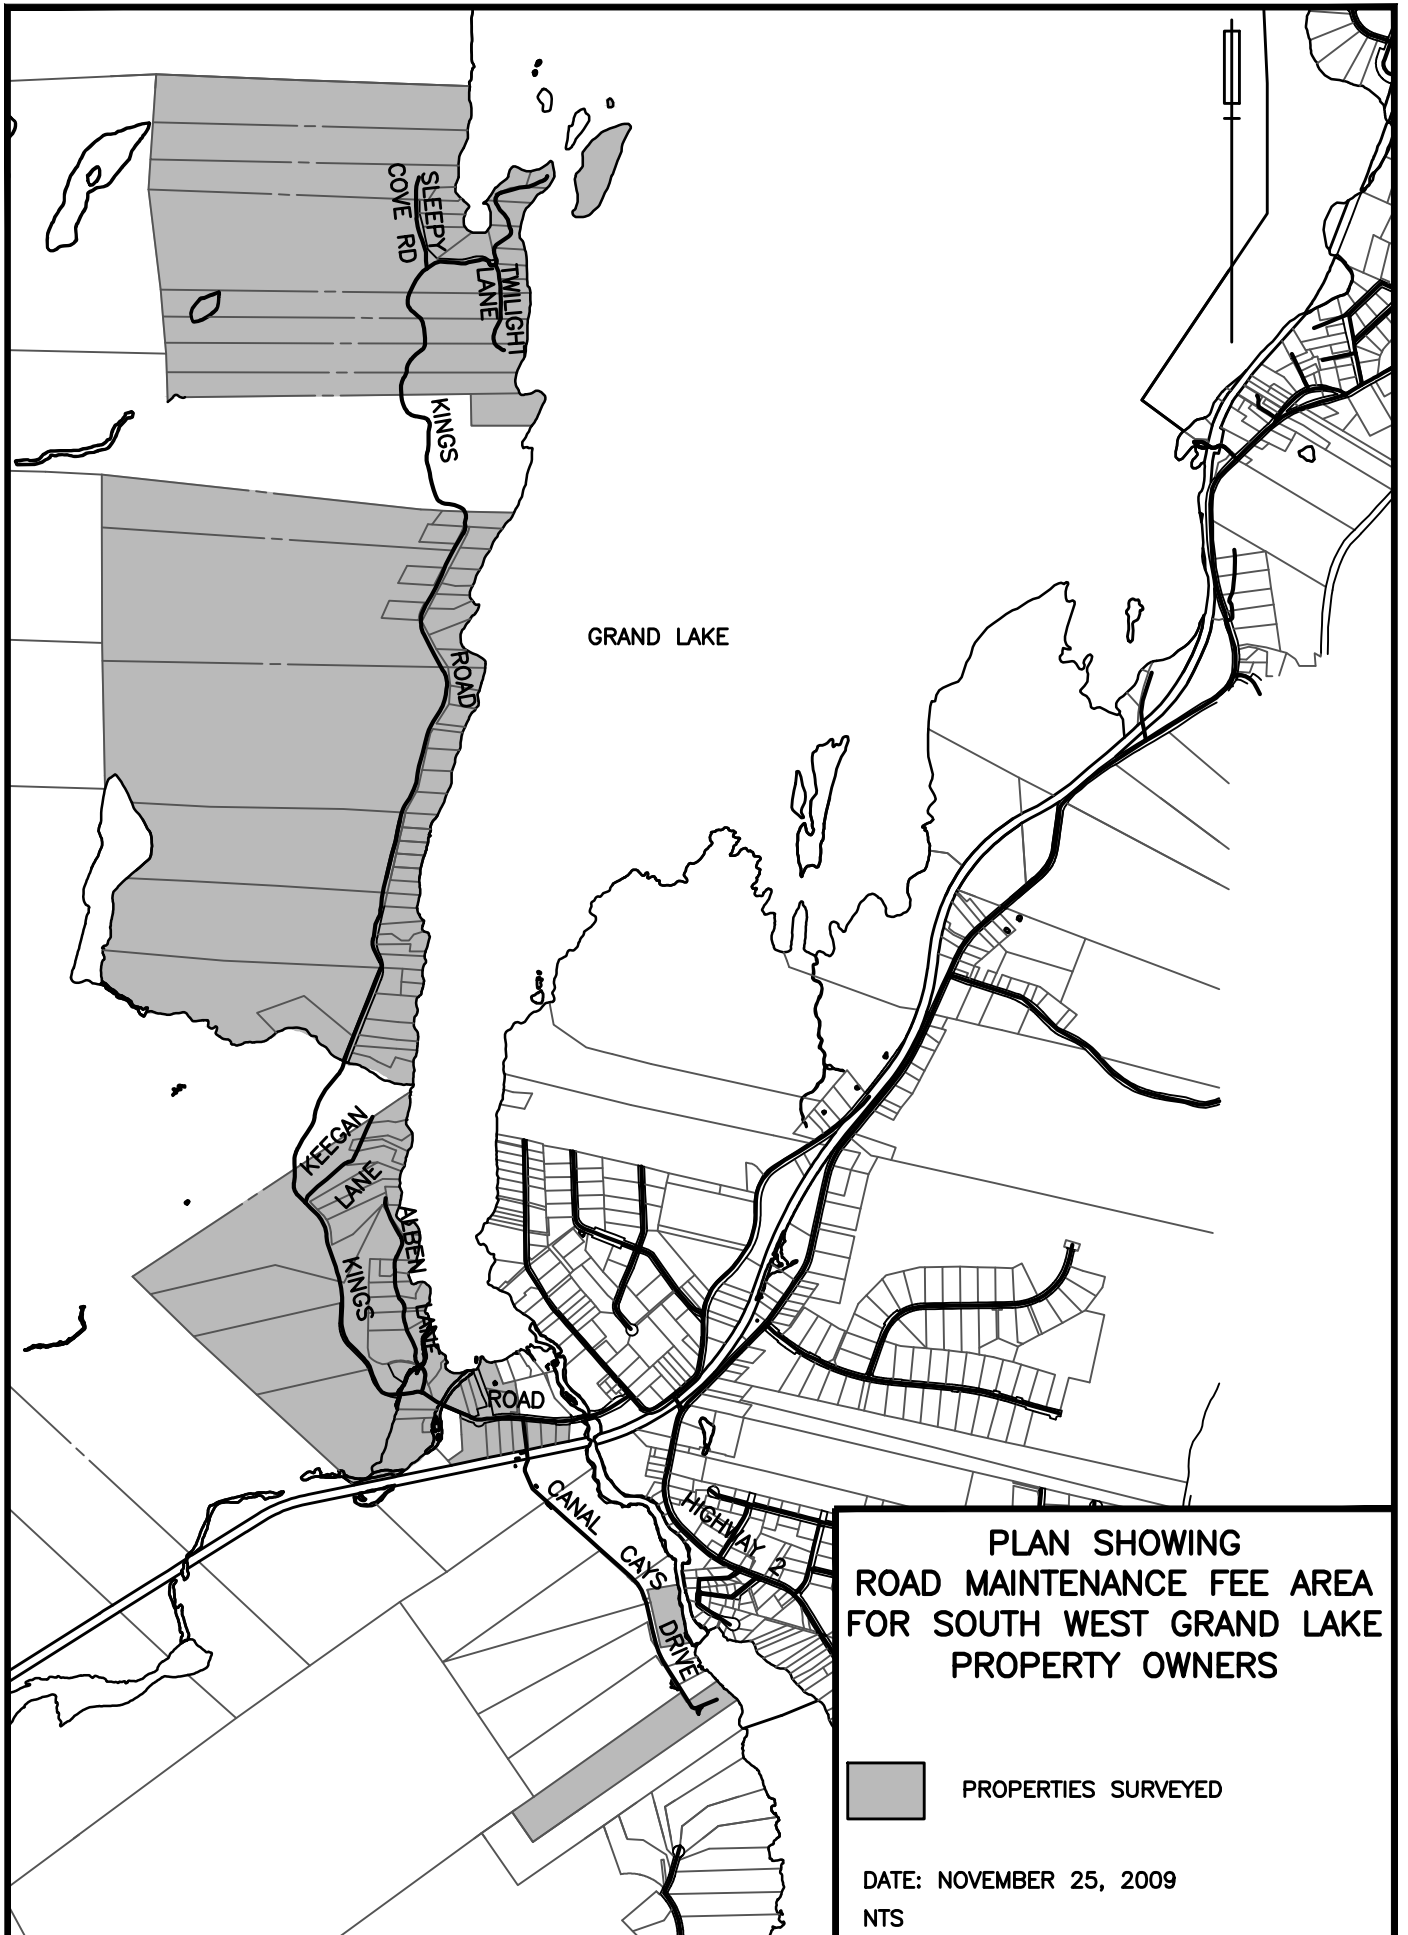 SLEEPY
COVE RD
TWILIGHT
LANE
KINGS
GRAND LAKE
ROAD
KEEGAN
LANE
ALBEN
LANE
KINGS
ROAD
CANAL
CAYS
DRIVE
HIGHWAY 2
PLAN SHOWING
ROAD MAINTENANCE FEE AREA
FOR SOUTH WEST GRAND LAKE
PROPERTY OWNERS
PROPERTIES SURVEYED
DATE: NOVEMBER 25, 2009
NTS